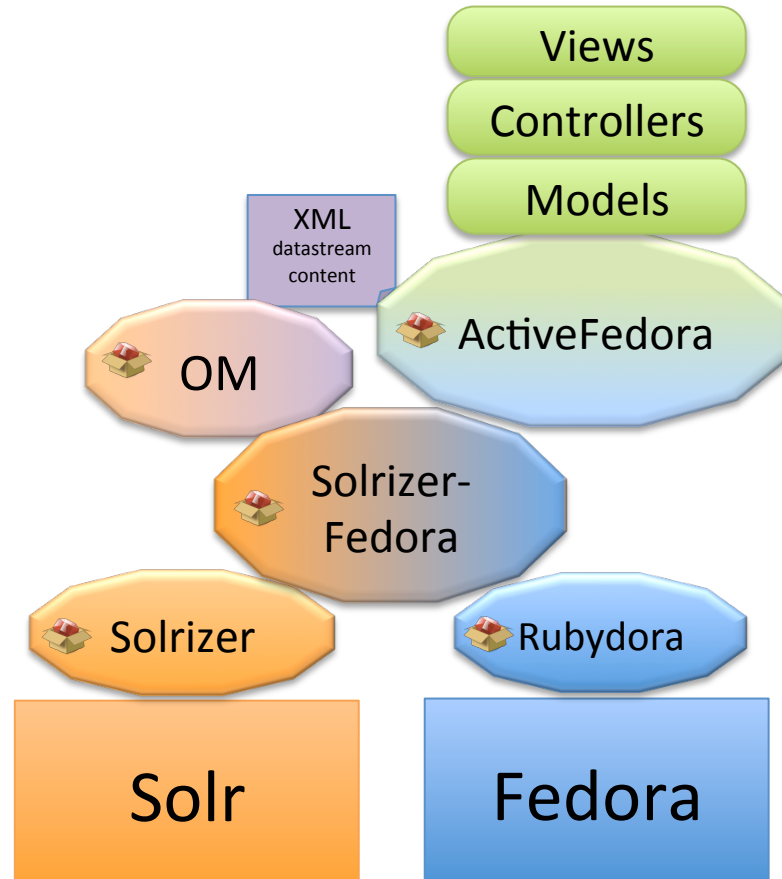 Views
Controllers
Models
XML
datastream
content
ActiveFedora
OM
Solrizer-
Fedora
Solrizer
Rubydora
Solr
Fedora